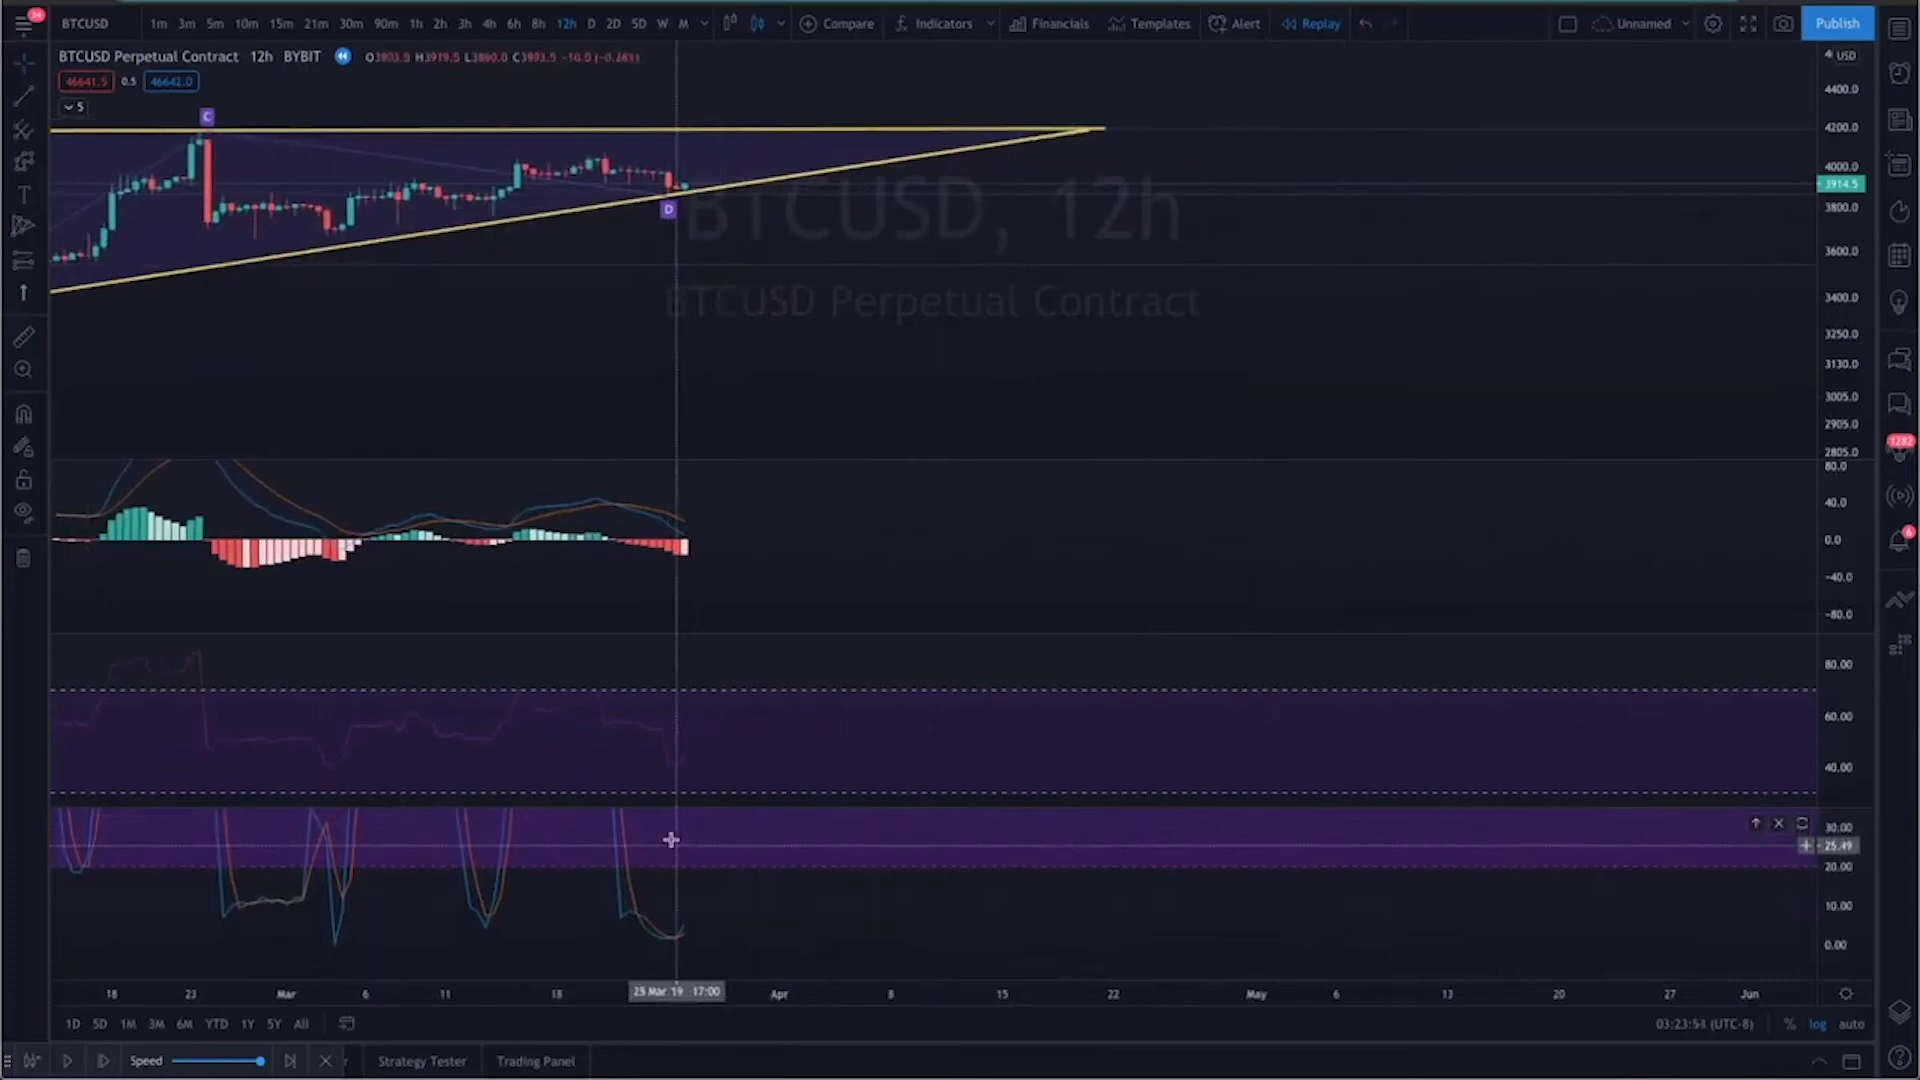 34
BTCUSD 1m 3m 5m 10m 15m 21m 30m 90m 1h 2h 3h 4h 6h 8h 12h D 2D 5D W M Compare Indicators Financials Templates Alert Replay Unnamed Publish
BTCUSD Perpetual Contract 12h BYBIT
46641.5 0.5 46642.0
5
C
D
BTCUSD, 12h
BTCUSD Perpetual Contract
USD
4400.0
4200.0
4000.0
3914.5
3800.0
3600.0
3400.0
3250.0
3130.0
3005.0
2905.0
2805.0
80.0
40.0
0.0
−40.0
−80.0
80.00
60.00
40.00
30.00
25.49
20.00
10.00
0.00
1282
6
18 23 Mar 6 11 18 25 Mar '19 17:00 Apr 8 15 22 May 6 13 20 27 Jun
1D 5D 1M 3M 6M YTD 1Y 5Y All (UTC-8) % log auto
Speed Strategy Tester Trading Panel